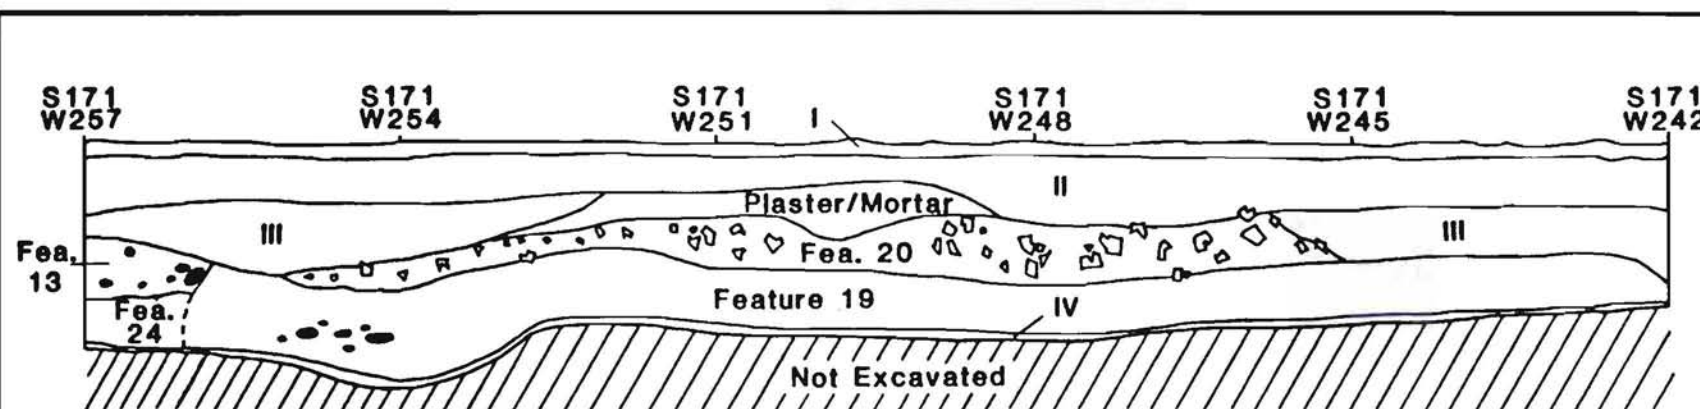 S171 S171 S171 S171 S171 S171
W257 W254 W251 I W248 W245 W242
II
Plaster/Mortar
III III
Fea. Fea. 20
13
Feature 19 IV
Fea.
24
Not Excavated